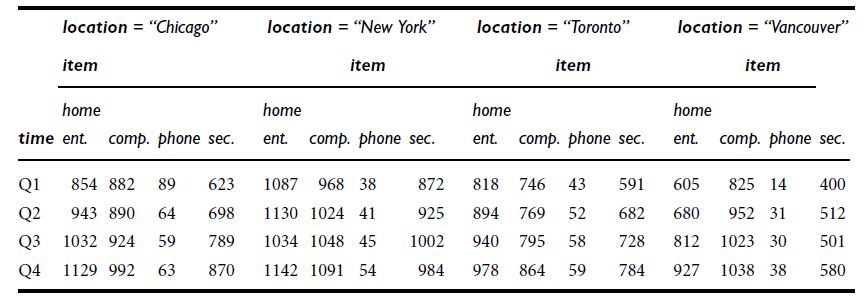 location = “Chicago” location = “New York” location = “Toronto” location = “Vancouver”
item item item item
home home home home
time ent. comp. phone sec. ent. comp. phone sec. ent. comp. phone sec. ent. comp. phone sec.
Q1 854 882 89 623 1087 968 38 872 818 746 43 591 605 825 14 400
Q2 943 890 64 698 1130 1024 41 925 894 769 52 682 680 952 31 512
Q3 1032 924 59 789 1034 1048 45 1002 940 795 58 728 812 1023 30 501
Q4 1129 992 63 870 1142 1091 54 984 978 864 59 784 927 1038 38 580